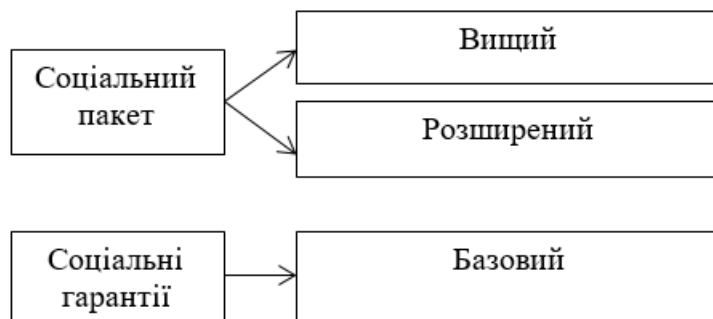 Соціальний
пакет
Вищий
Розширений
Соціальні
гарантії
Базовий